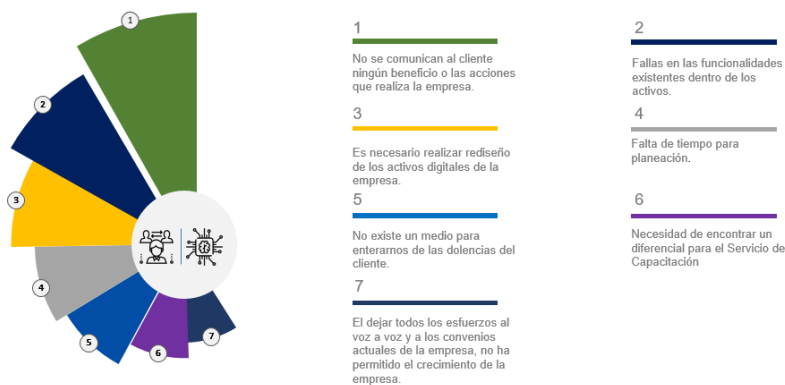 1
2
3
4
5
6
7
1
No se comunican al cliente
ningún beneficio o las acciones
que realiza la empresa.
2
Fallas en las funcionalidades
existentes dentro de los
activos.
3
Es necesario realizar rediseño
de los activos digitales de la
empresa.
4
Falta de tiempo para
planeación.
5
No existe un medio para
enterarnos de las dolencias del
cliente.
6
Necesidad de encontrar un
diferencial para el Servicio de
Capacitación
7
El dejar todos los esfuerzos al
voz a voz y a los convenios
actuales de la empresa, no ha
permitido el crecimiento de la
empresa.